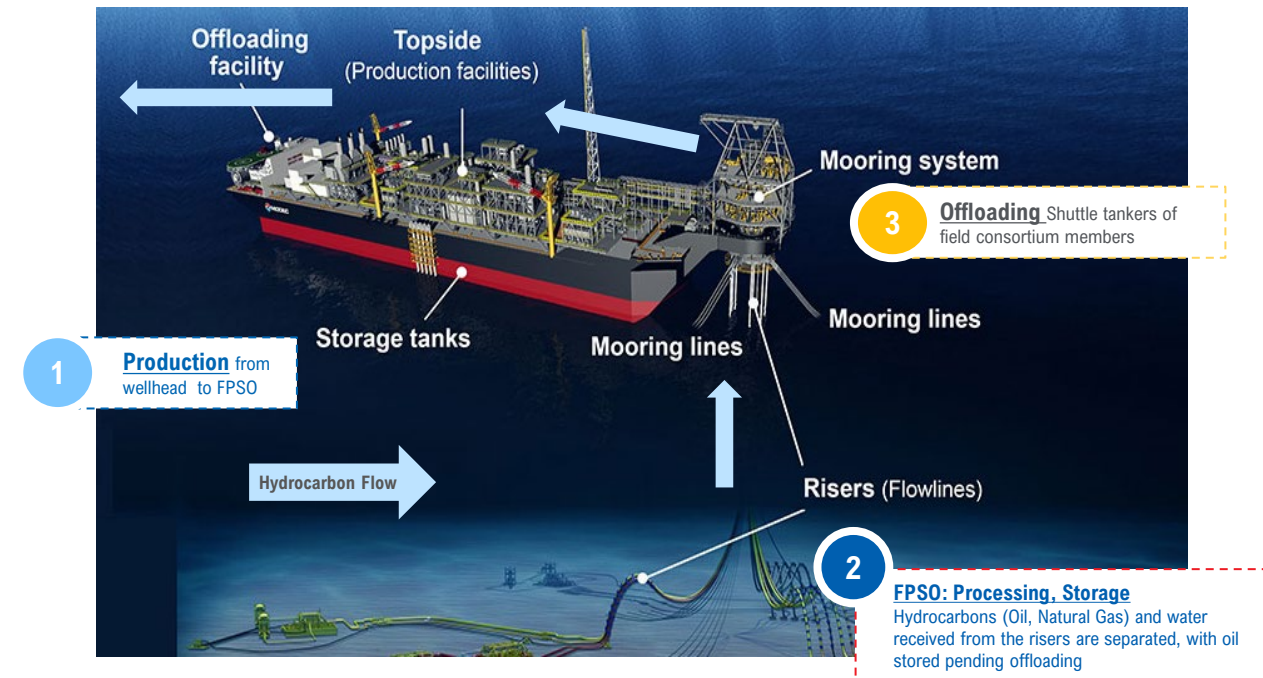 Offloading
facility
Topside
(Production facilities)
Mooring system
3
Offloading Shuttle tankers of
field consortium members
MODEC
Storage tanks
Mooring lines
Mooring lines
1
Production from
wellhead to FPSO
Hydrocarbon Flow
Risers (Flowlines)
2
FPSO: Processing, Storage
Hydrocarbons (Oil, Natural Gas) and water
received from the risers are separated, with oil
stored pending offloading